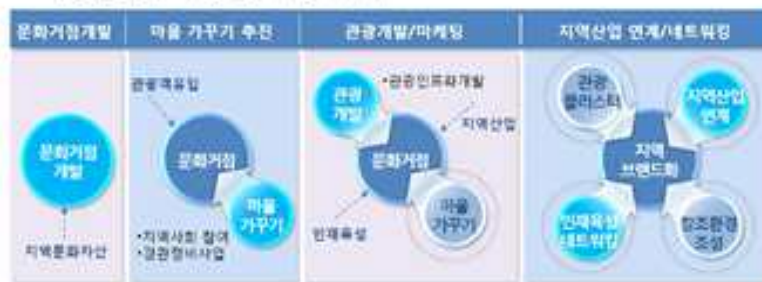 문화거점개발
마을 가꾸기 추진
관광개발/마케팅
지역산업 연계/네트워킹
문화거점
개발
지역문화자산
관광객유입
문화거점
마을
가꾸기
•지역사회 참여
•경관정비사업
관광
개발
•관광인프라개발
지역산업
문화거점
마을
가꾸기
인재육성
관광
클러스터
지역산업
연계
지역
브랜드화
인재육성
네트워킹
창조환경
조성